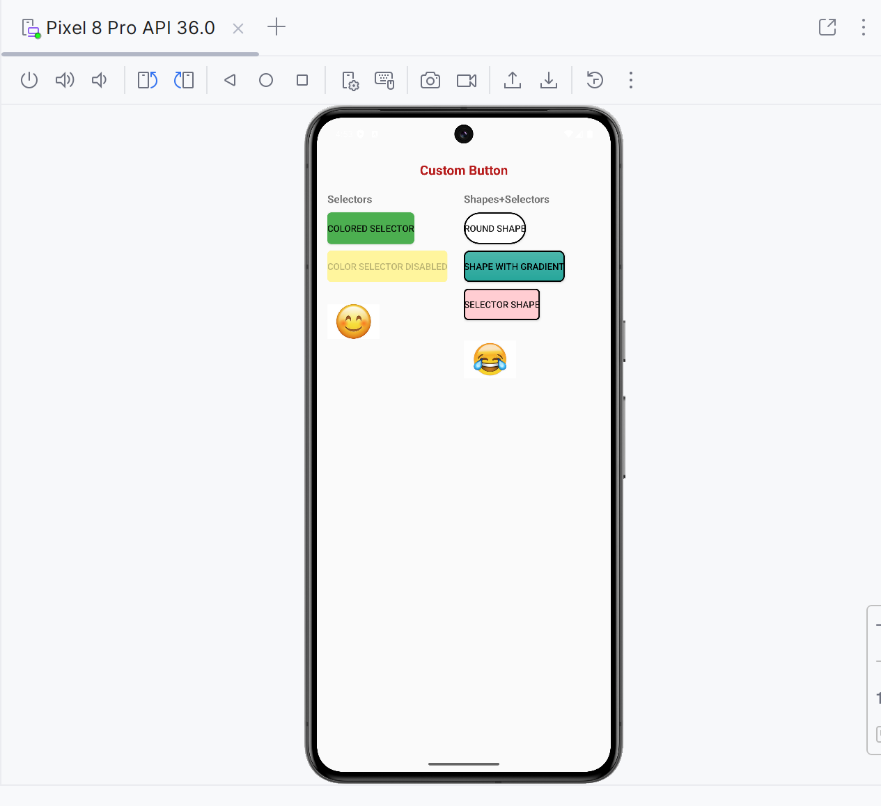 Pixel 8 Pro API 36.0
Custom Button
Selectors
Shapes+Selectors
COLORED SELECTOR
ROUND SHAPE
COLOR SELECTOR DISABLED
SHAPE WITH GRADIENT
SELECTOR SHAPE